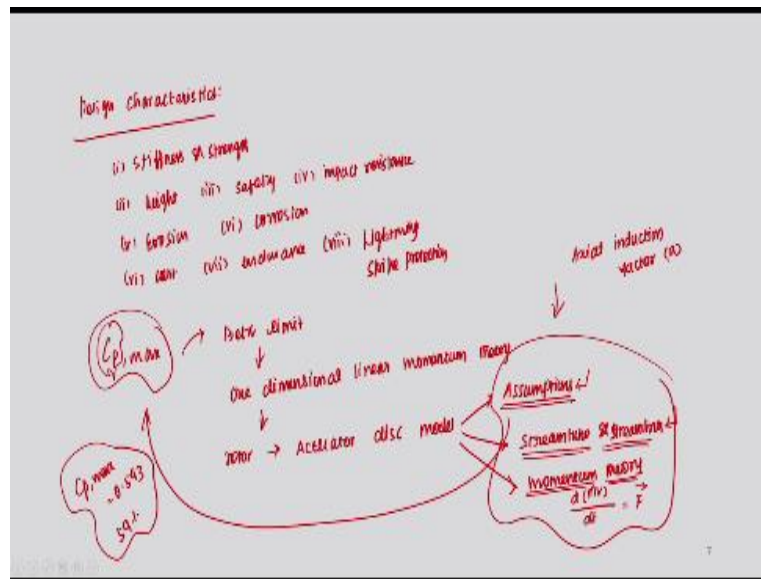 Design characteristics:
(i) Stiffness & strength
(ii) height (iii) safety (iv) impact resistance
(v) Erosion (vi) corrosion
(vi) cost (vii) endurance (viii) Lightning
Strike protection
Axial induction
factor (a)
Cp, max → Betz limit
One dimensional linear momentum theory
rotor → Actuator disc model
Assumptions
Streamtube & Streamline
Momentum theory
d(mv)/dt = F
Cp, max
= 0.593
59%
7